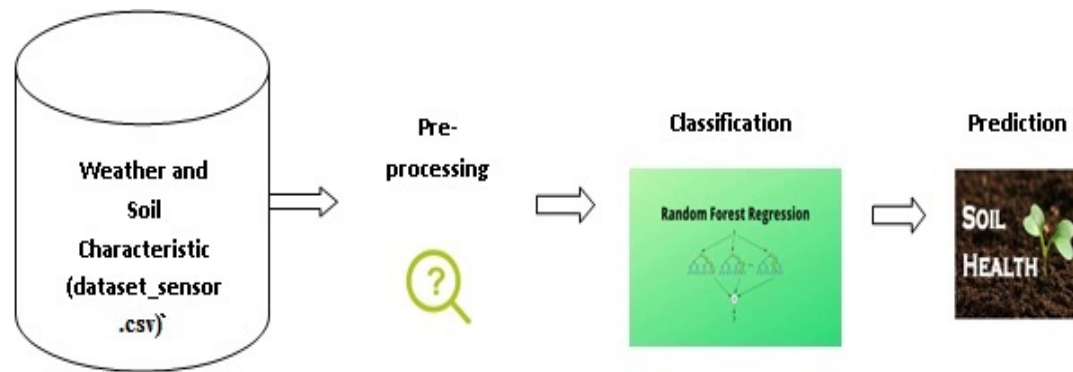 Weather and
Soil
Characteristic
(dataset_sensor
.csv)`
Pre-
processing
?
Classification
Random Forest Regression
Prediction
SOIL
HEALTH